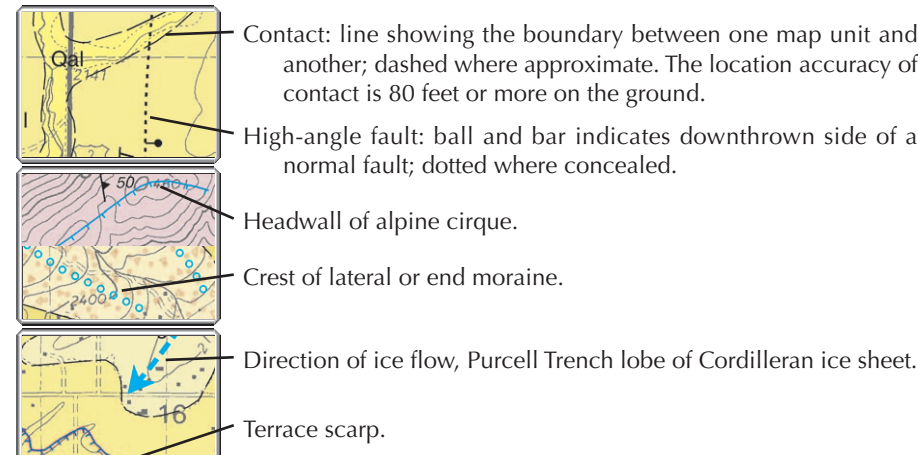 Contact: line showing the boundary between one map unit and
another; dashed where approximate. The location accuracy of
contact is 80 feet or more on the ground.
Qal
2141
High-angle fault: ball and bar indicates downthrown side of a
normal fault; dotted where concealed.
50
Headwall of alpine cirque.
Crest of lateral or end moraine.
2400
Direction of ice flow, Purcell Trench lobe of Cordilleran ice sheet.
16
Terrace scarp.